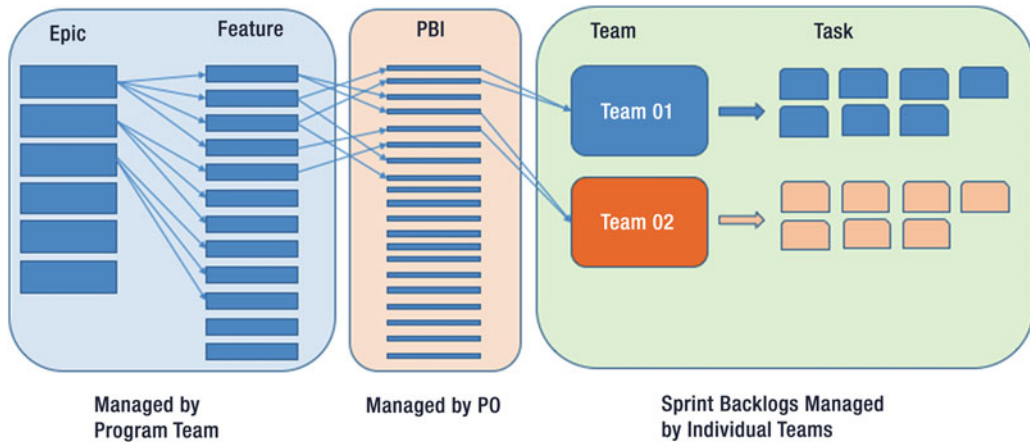 Epic
Feature
PBI
Team
Task
Team 01
Team 02
Managed by
Program Team
Managed by PO
Sprint Backlogs Managed
by Individual Teams